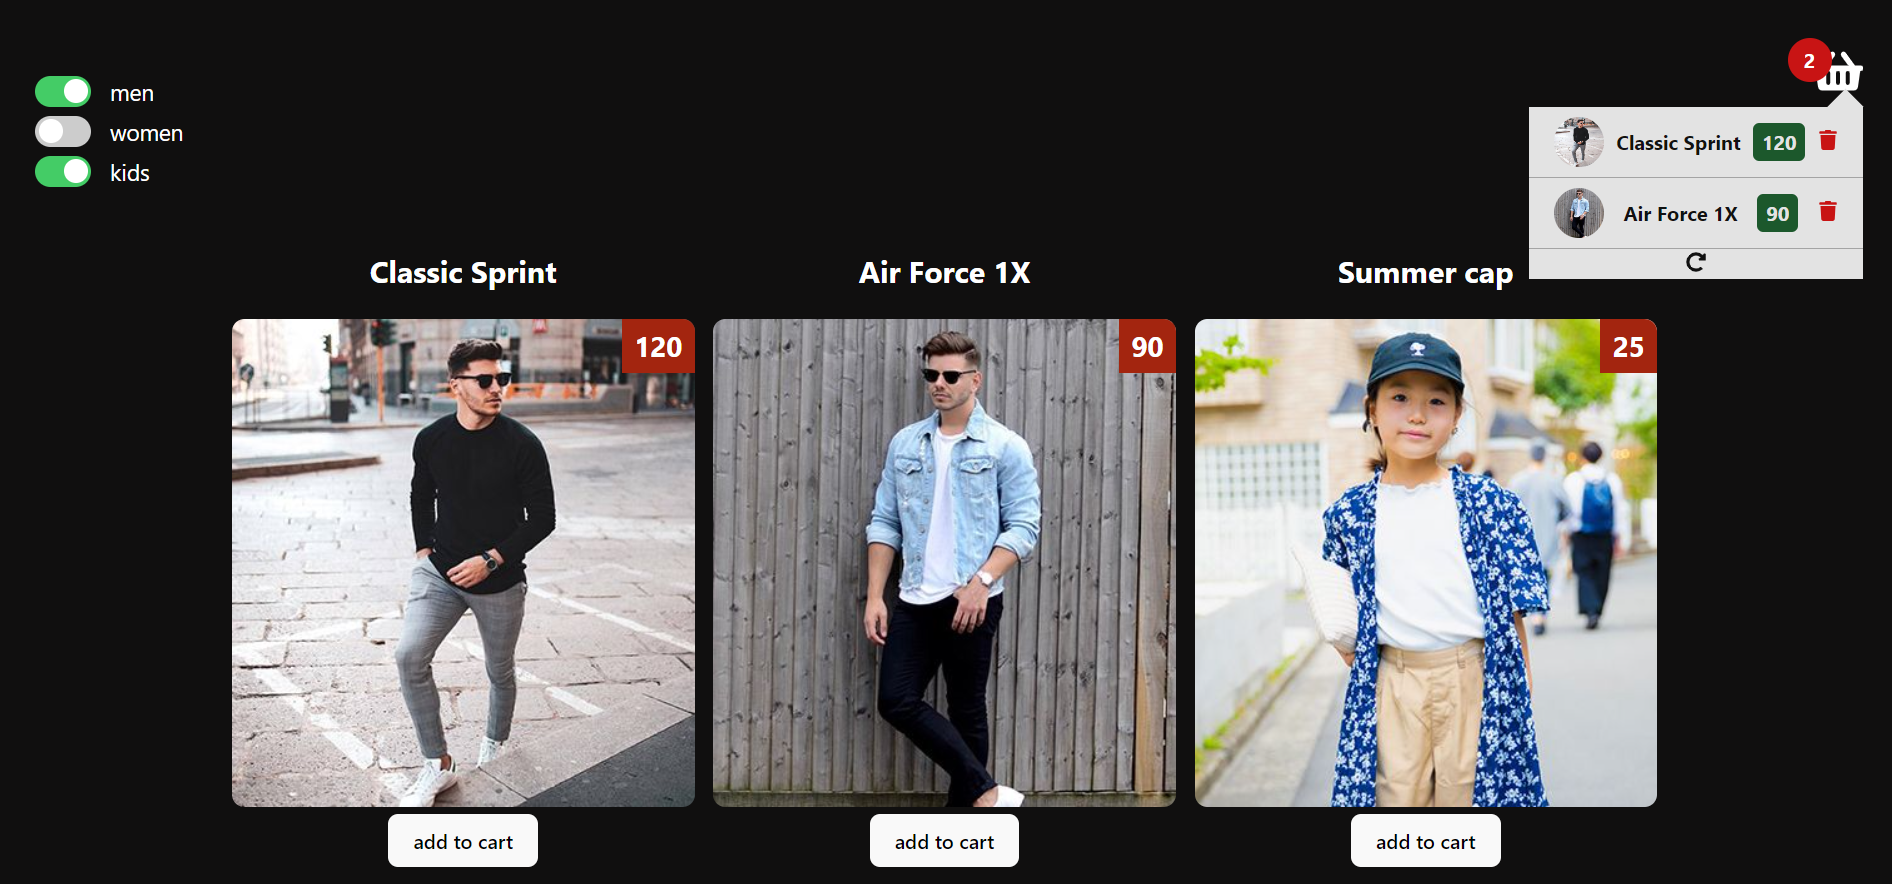 men
women
kids
2
Classic Sprint 120
Air Force 1X 90
Classic Sprint
Air Force 1X
Summer cap
120
90
25
add to cart
add to cart
add to cart